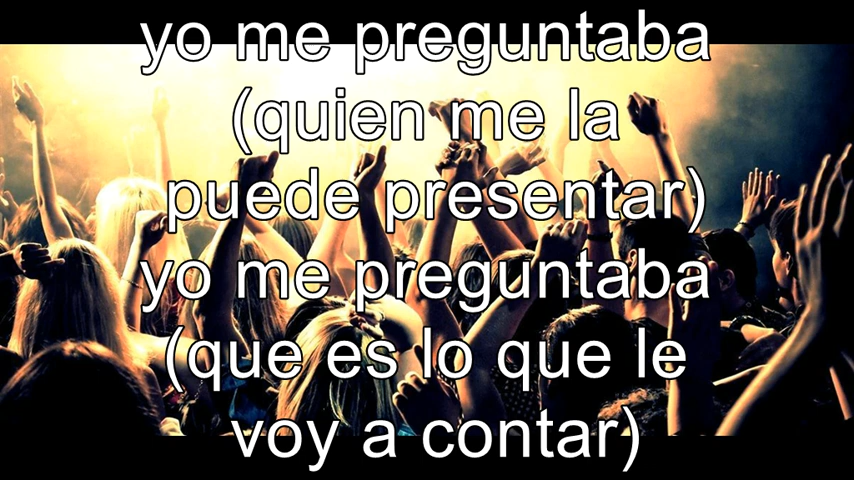 yo me preguntaba
(quien me la
puede presentar)
yo me preguntaba
(que es lo que le
voy a contar)